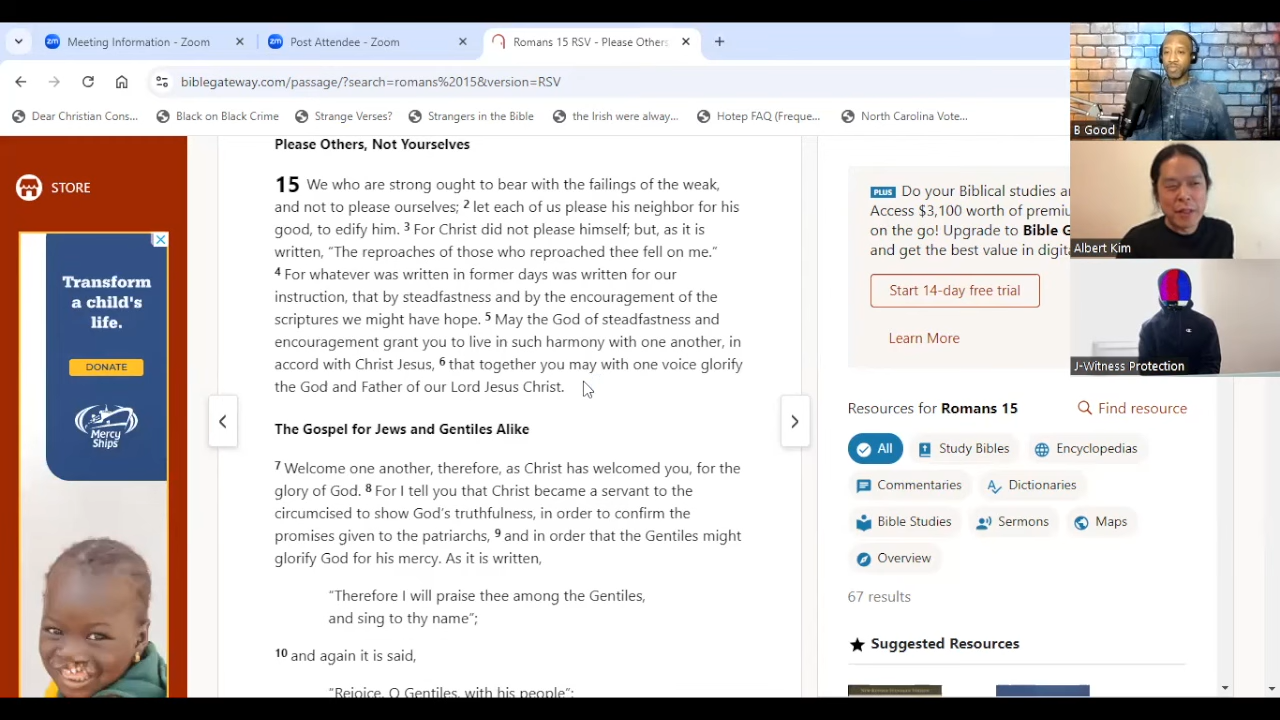 Meeting Information - Zoom
Post Attendee - Zoom
Romans 15 RSV - Please Others
biblegateway.com/passage/?search=romans%2015&version=RSV
Dear Christian Cons...
Black on Black Crime
Strange Verses?
Strangers in the Bible
the Irish were alway...
Hotep FAQ (Freque...
North Carolina Vote...
STORE
Transform
a child's
life.
DONATE
Mercy
Ships
Please Others, Not Yourselves
15 We who are strong ought to bear with the failings of the weak,
and not to please ourselves; 2 let each of us please his neighbor for his
good, to edify him. 3 For Christ did not please himself; but, as it is
written, “The reproaches of those who reproached thee fell on me.”
4 For whatever was written in former days was written for our
instruction, that by steadfastness and by the encouragement of the
scriptures we might have hope. 5 May the God of steadfastness and
encouragement grant you to live in such harmony with one another, in
accord with Christ Jesus, 6 that together you may with one voice glorify
the God and Father of our Lord Jesus Christ.
The Gospel for Jews and Gentiles Alike
7 Welcome one another, therefore, as Christ has welcomed you, for the
glory of God. 8 For I tell you that Christ became a servant to the
circumcised to show God’s truthfulness, in order to confirm the
promises given to the patriarchs, 9 and in order that the Gentiles might
glorify God for his mercy. As it is written,
“Therefore I will praise thee among the Gentiles,
and sing to thy name”;
10 and again it is said,
“Rejoice, O Gentiles, with his people”;
PLUS Do your Biblical studies
Access $3,100 worth of
on the go! Upgrade to Bible
and get the best value in
Start 14-day free trial
Learn More
Resources for Romans 15
Find resource
All
Study Bibles
Encyclopedias
Commentaries
Dictionaries
Bible Studies
Sermons
Maps
Overview
67 results
Suggested Resources
B Good
Albert Kim
J-Witness Protection